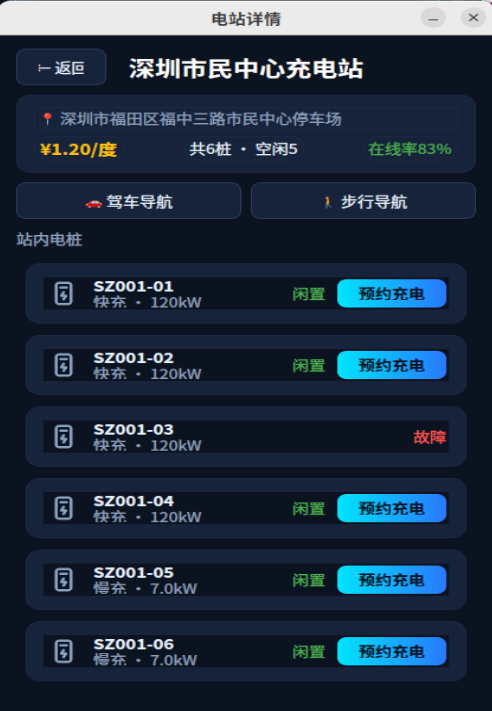 电站详情
返回
深圳市民中心充电站
深圳市福田区福中三路市民中心停车场
¥1.20/度 共6桩 · 空闲5 在线率83%
驾车导航 步行导航
站内电桩
SZ001-01
快充 · 120kW 闲置 预约充电
SZ001-02
快充 · 120kW 闲置 预约充电
SZ001-03
快充 · 120kW 故障
SZ001-04
快充 · 120kW 闲置 预约充电
SZ001-05
慢充 · 7.0kW 闲置 预约充电
SZ001-06
慢充 · 7.0kW 闲置 预约充电